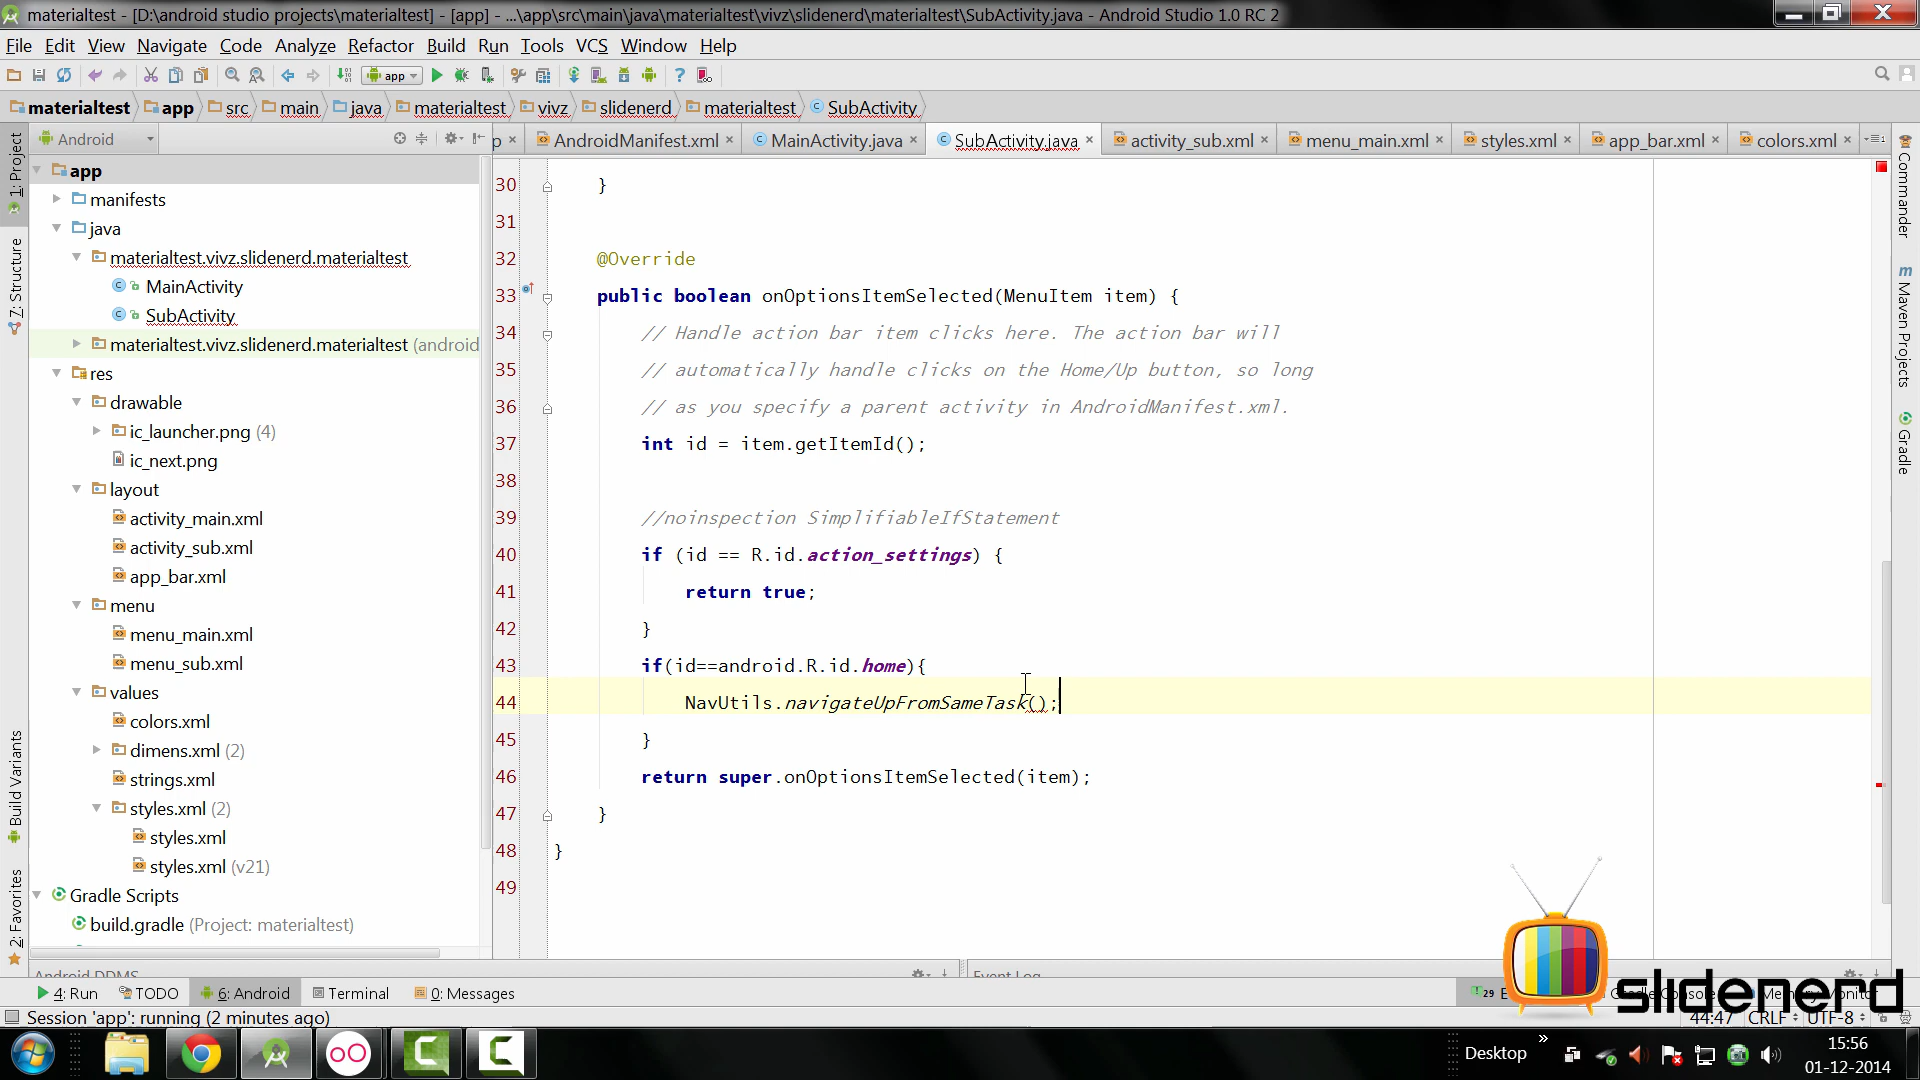 materialtest - [D:\android studio projects\materialtest] - [app] - ...\app\src\main\java\materialtest\vivz\slidenerd\materialtest\SubActivity.java - Android Studio 1.0 RC 2
File Edit View Navigate Code Analyze Refactor Build Run Tools VCS Window Help
app
materialtest app src main java materialtest vivz slidenerd materialtest SubActivity
Android
p AndroidManifest.xml MainActivity.java SubActivity.java activity_sub.xml menu_main.xml styles.xml app_bar.xml colors.xml
1: Project
7: Structure
Build Variants
2: Favorites
app
manifests
java
materialtest.vivz.slidenerd.materialtest
MainActivity
SubActivity
materialtest.vivz.slidenerd.materialtest (android
res
drawable
ic_launcher.png (4)
ic_next.png
layout
activity_main.xml
activity_sub.xml
app_bar.xml
menu
menu_main.xml
menu_sub.xml
values
colors.xml
dimens.xml (2)
strings.xml
styles.xml (2)
styles.xml
styles.xml (v21)
Gradle Scripts
build.gradle (Project: materialtest)
30 }
31
32 @Override
33 public boolean onOptionsItemSelected(MenuItem item) {
34 // Handle action bar item clicks here. The action bar will
35 // automatically handle clicks on the Home/Up button, so long
36 // as you specify a parent activity in AndroidManifest.xml.
37 int id = item.getItemId();
38
39 //noinspection SimplifiableIfStatement
40 if (id == R.id.action_settings) {
41 return true;
42 }
43 if(id==android.R.id.home){
44 NavUtils.navigateUpFromSameTask();
45 }
46 return super.onOptionsItemSelected(item);
47 }
48 }
49
Commander
m Maven Projects
Gradle
Android DDMS
Event Log
4: Run TODO 6: Android Terminal 0: Messages
29
slidenerd
Session 'app': running (2 minutes ago)
44:47 CRLF UTF-8
Desktop
15:56
01-12-2014